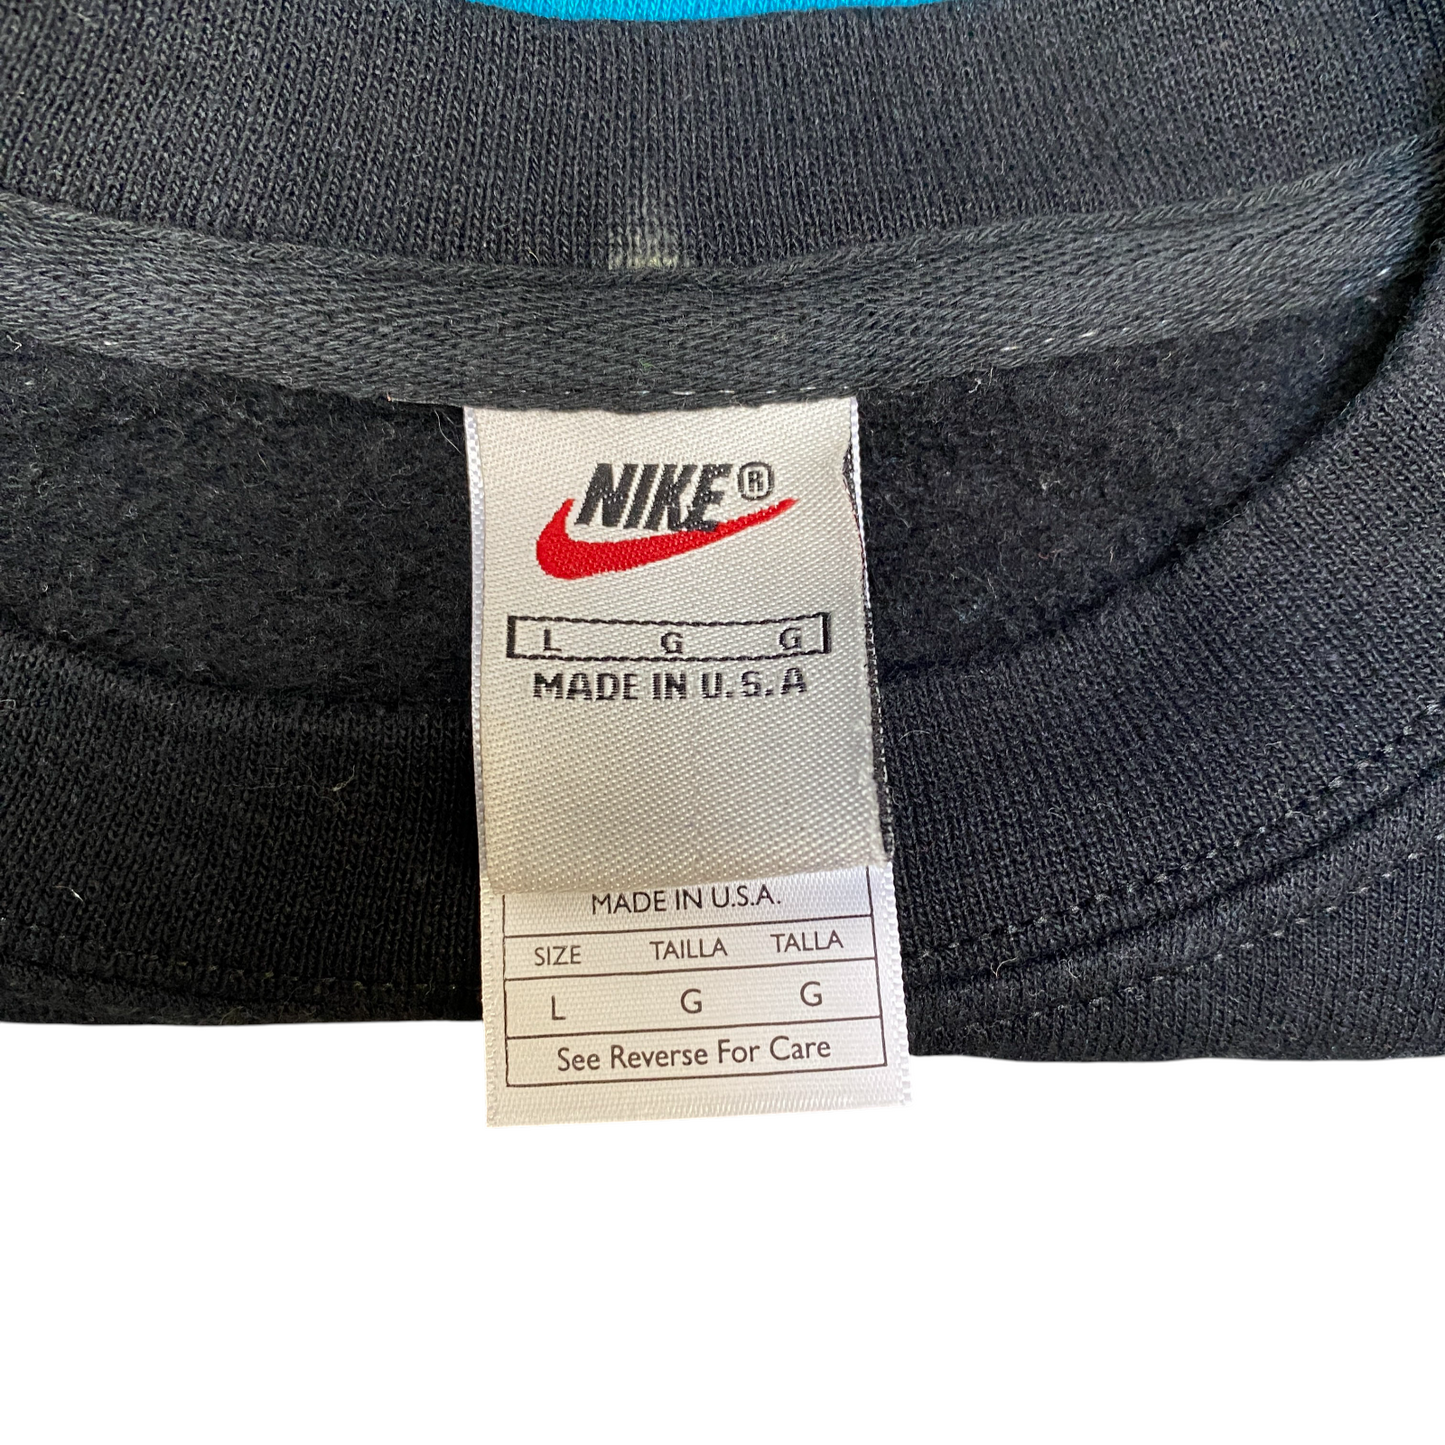 NIKE®
L G G
MADE IN U.S.A
MADE IN U.S.A.
SIZE TAILLA TALLA
L G G
See Reverse For Care